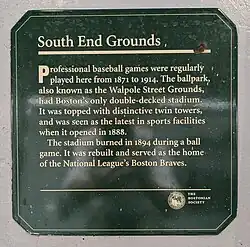 South End Grounds
Professional baseball games were regularly
played here from 1871 to 1914. The ballpark,
also known as the Walpole Street Grounds,
had Boston's only double-decked stadium.
It was topped with distinctive twin towers,
and was seen as the latest in sports facilities
when it opened in 1888.
The stadium burned in 1894 during a ball
game. It was rebuilt and served as the home
of the National League's Boston Braves.
THE
BOSTONIAN
SOCIETY